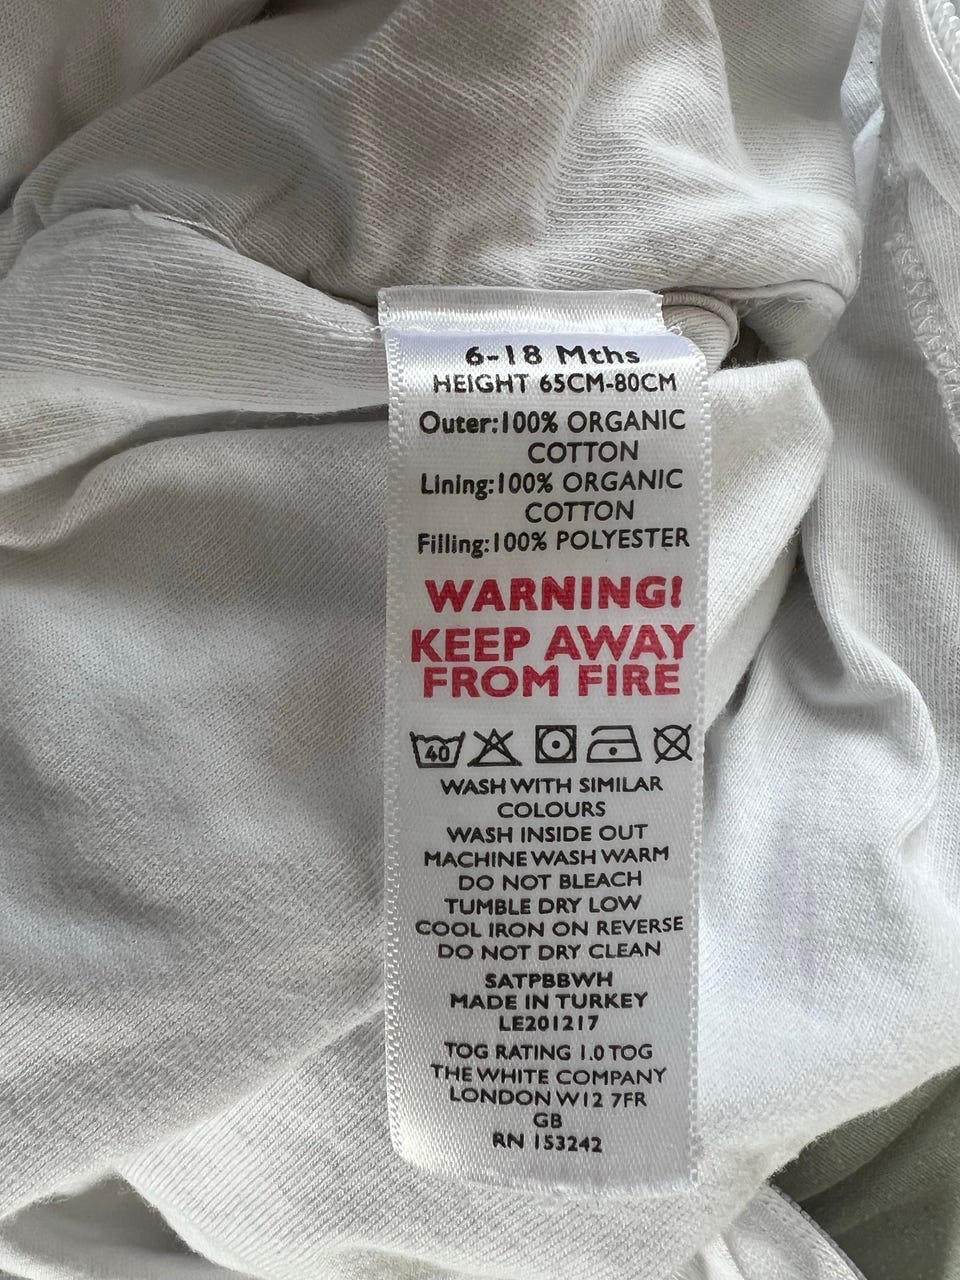 6-18 Mths
HEIGHT 65CM-80CM
Outer:100% ORGANIC
COTTON
Lining:100% ORGANIC
COTTON
Filling:100% POLYESTER
WARNING!
KEEP AWAY
FROM FIRE
40
WASH WITH SIMILAR
COLOURS
WASH INSIDE OUT
MACHINE WASH WARM
DO NOT BLEACH
TUMBLE DRY LOW
COOL IRON ON REVERSE
DO NOT DRY CLEAN
SATPBBWH
MADE IN TURKEY
LE201217
TOG RATING 1.0 TOG
THE WHITE COMPANY
LONDON W12 7FR
GB
RN 153242